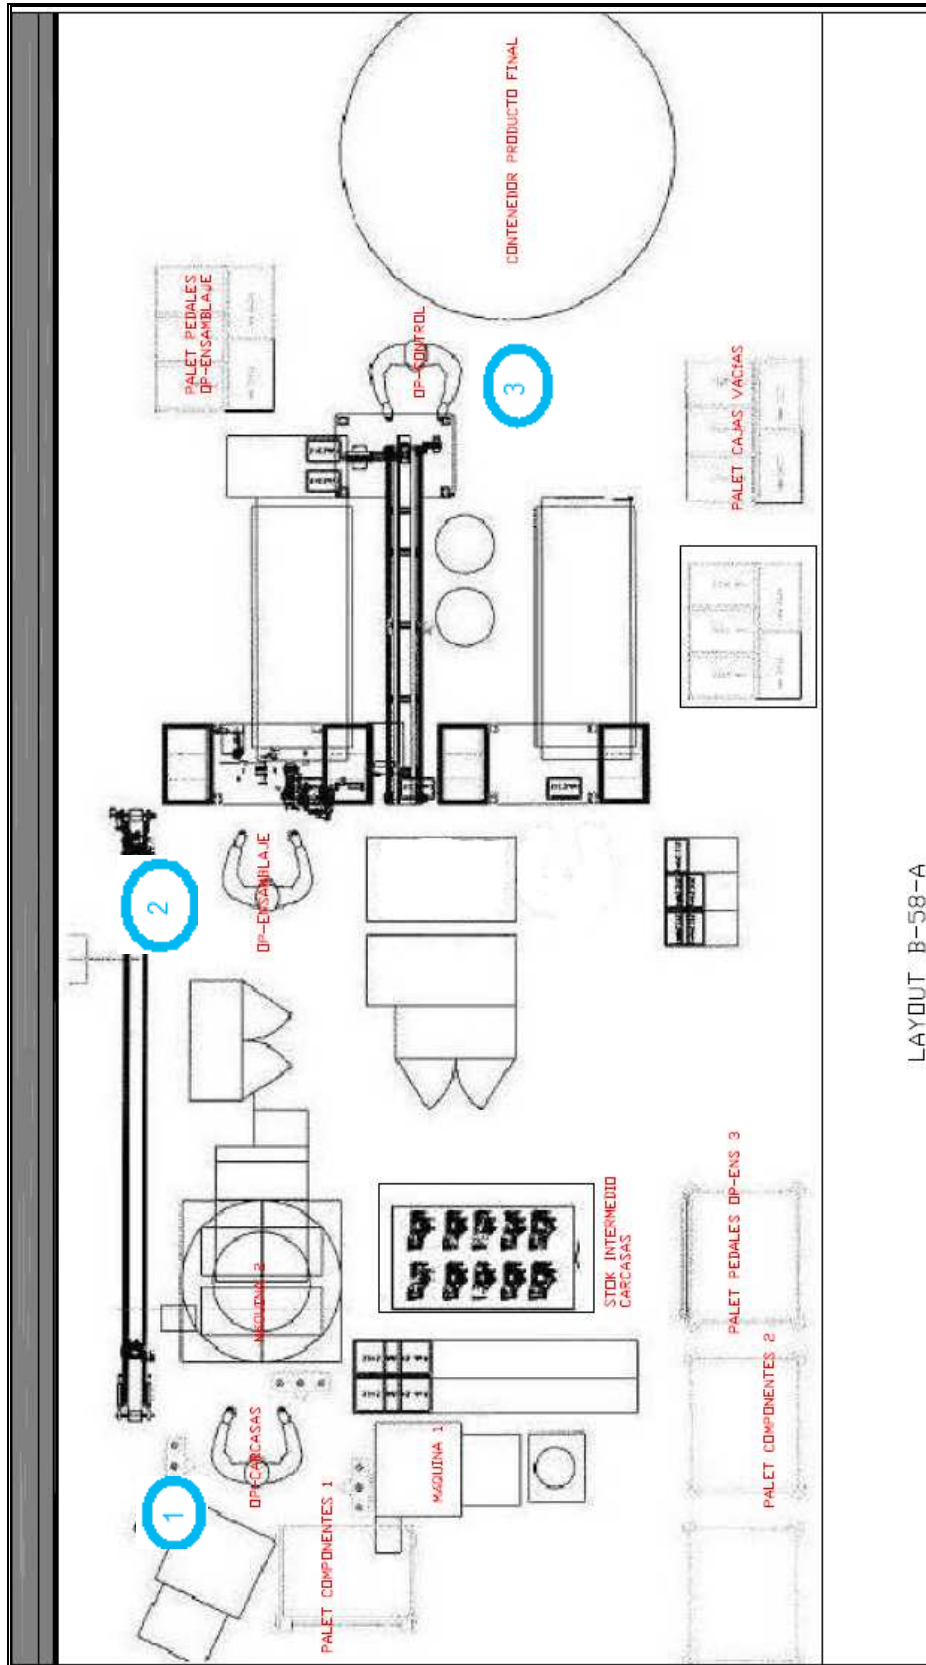 CONTENEDOR PRODUCTO FINAL
PALET PEDALES
OP-ENSAMBLAJE
OP-CONTROL
3
PALET CAJAS VACIAS
OP-ENSAMBLAJE
2
LAYOUT B-58-A
STOK INTERMEDIO
CARCASAS
PALET PEDALES OP-ENS 3
MAQUINA 2
PALET COMPONENTES 2
OP-CARCASAS
MAQUINA 1
1
PALET COMPONENTES 1